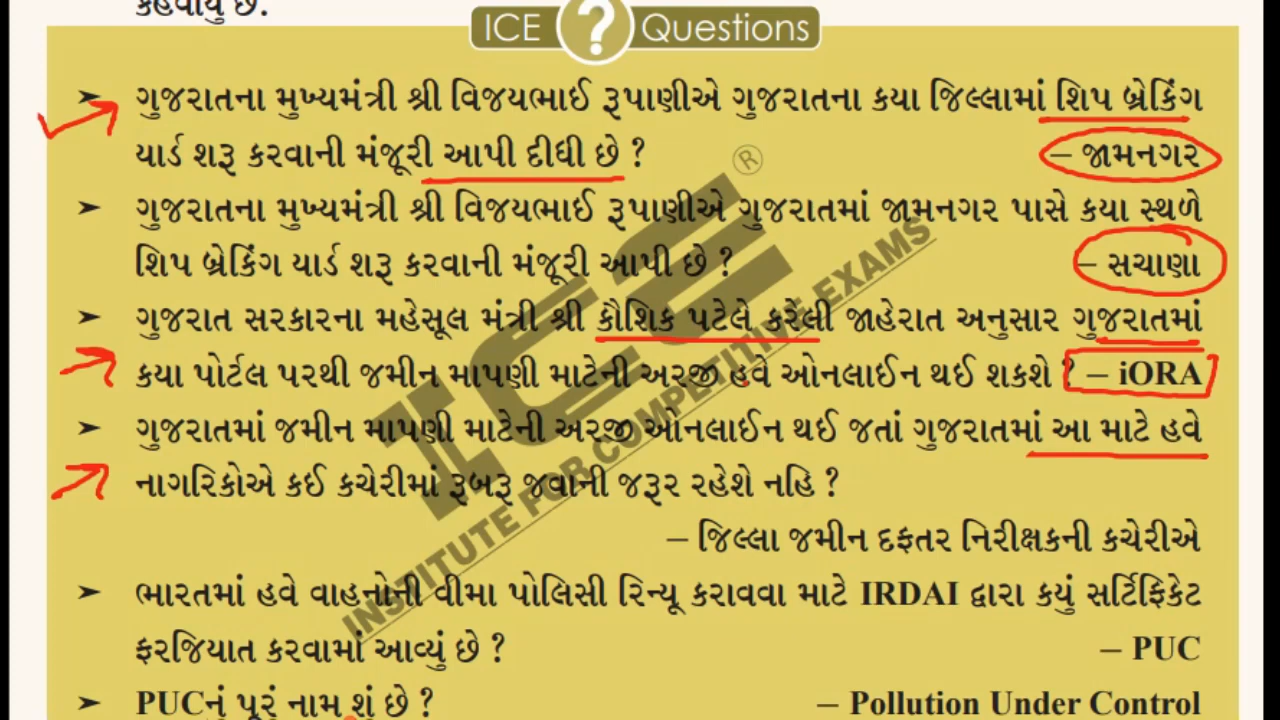 કહેવાયું છે.
ICE ? Questions
➤ ગુજરાતના મુખ્યમંત્રી શ્રી વિજયભાઈ રૂપાણીએ ગુજરાતના કયા જિલ્લામાં શિપ બ્રેકિંગ
યાર્ડ શરૂ કરવાની મંજૂરી આપી દીધી છે ? – જામનગર
➤ ગુજરાતના મુખ્યમંત્રી શ્રી વિજયભાઈ રૂપાણીએ ગુજરાતમાં જામનગર પાસે કયા સ્થળે
શિપ બ્રેકિંગ યાર્ડ શરૂ કરવાની મંજૂરી આપી છે ? – સચાણા
➤ ગુજરાત સરકારના મહેસૂલ મંત્રી શ્રી કૌશિક પટેલે કરેલી જાહેરાત અનુસાર ગુજરાતમાં
કયા પોર્ટલ પરથી જમીન માપણી માટેની અરજી હવે ઓનલાઈન થઈ શકશે ? – iORA
➤ ગુજરાતમાં જમીન માપણી માટેની અરજી ઓનલાઈન થઈ જતાં ગુજરાતમાં આ માટે હવે
નાગરિકોએ કઈ કચેરીમાં રૂબરૂ જવાની જરૂર રહેશે નહિ ?
– જિલ્લા જમીન દફતર નિરીક્ષકની કચેરીએ
➤ ભારતમાં હવે વાહનોની વીમા પોલિસી રિન્યૂ કરાવવા માટે IRDAI દ્વારા કયું સર્ટિફિકેટ
ફરજિયાત કરવામાં આવ્યું છે ? – PUC
➤ PUCનું પૂરું નામ શું છે ? – Pollution Under Control
ICE ®
INSTITUTE FOR COMPETITIVE EXAMS